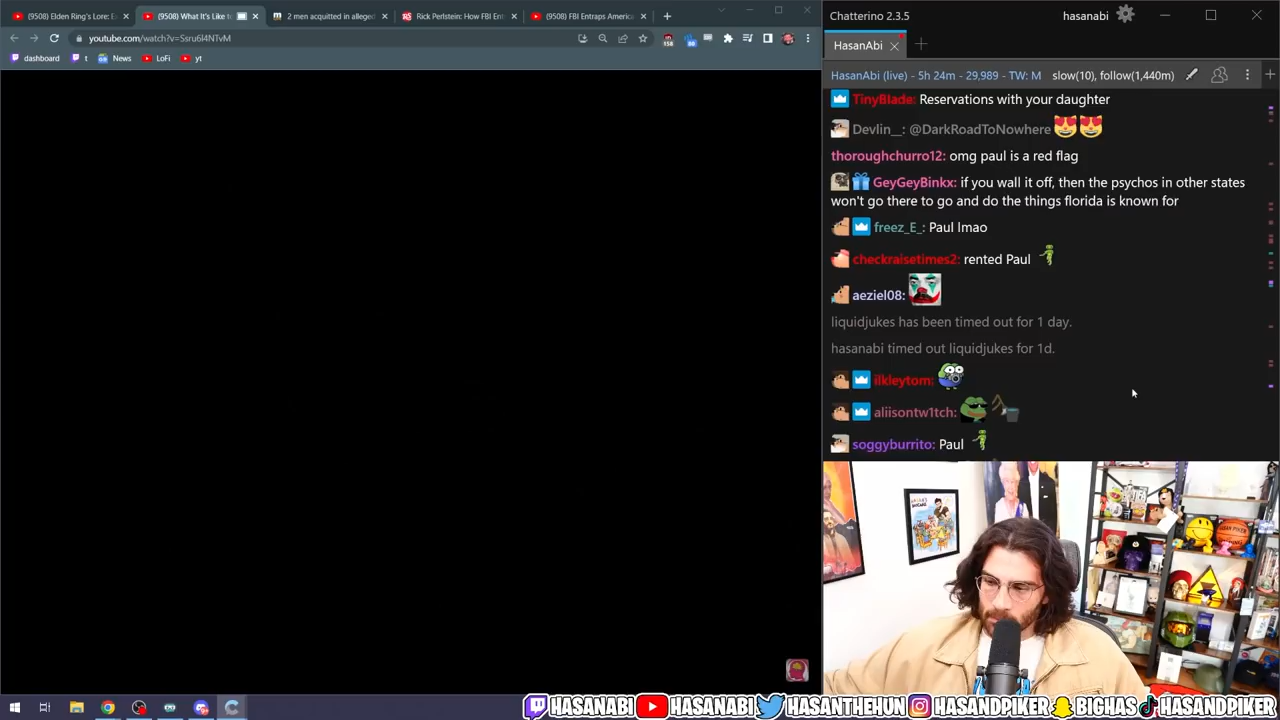 (9508) Elden Ring's Lore: E
(9508) What It's Like t
2 men acquitted in alleged
Rick Perlstein: How FBI Ent
(9508) FBI Entraps America
youtube.com/watch?v=Ssru6I4NTvM
dashboard
t
News
LoFi
yt
Chatterino 2.3.5
hasanabi
HasanAbi
HasanAbi (live) - 5h 24m - 29,989 - TW: M
slow(10), follow(1,440m)
TinyBlade: Reservations with your daughter
Devlin__: @DarkRoadToNowhere
thoroughchurro12: omg paul is a red flag
GeyGeyBinkx: if you wall it off, then the psychos in other states
won't go there to go and do the things florida is known for
freez_E_: Paul lmao
checkraisetimes2: rented Paul
aeziel08:
liquidjukes has been timed out for 1 day.
hasanabi timed out liquidjukes for 1d.
ilkleytom:
aliisontw1tch:
soggyburrito: Paul
HASANABI HASANABI HASANTHEHUN HASANDPIKER BIGHAS HASANDPIKER